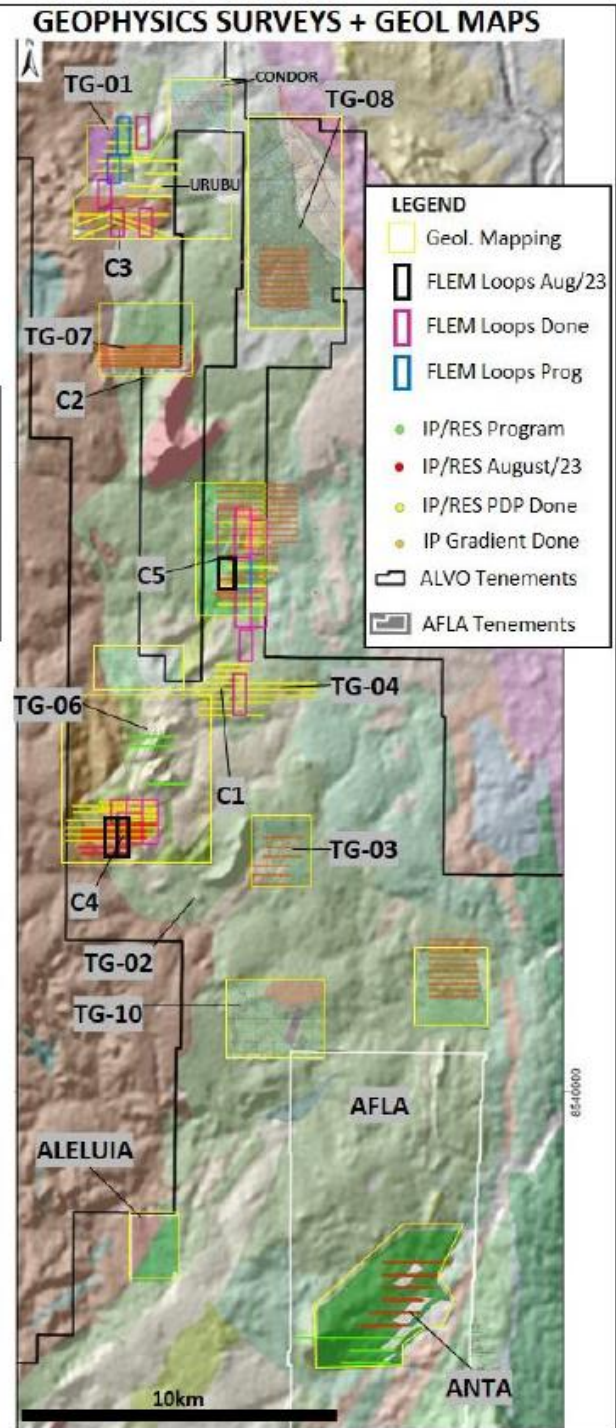 GEOPHYSICS SURVEYS + GEOL MAPS
CONDOR
TG-01
TG-08
URUBU
C3
LEGEND
Geol. Mapping
FLEM Loops Aug/23
FLEM Loops Done
FLEM Loops Prog
IP/RES Program
IP/RES August/23
IP/RES PDP Done
IP Gradient Done
ALVO Tenements
AFLA Tenements
TG-07
C2
C5
TG-04
TG-06
C1
TG-03
C4
TG-02
TG-10
8540000
AFLA
ALELUIA
ANTA
10km